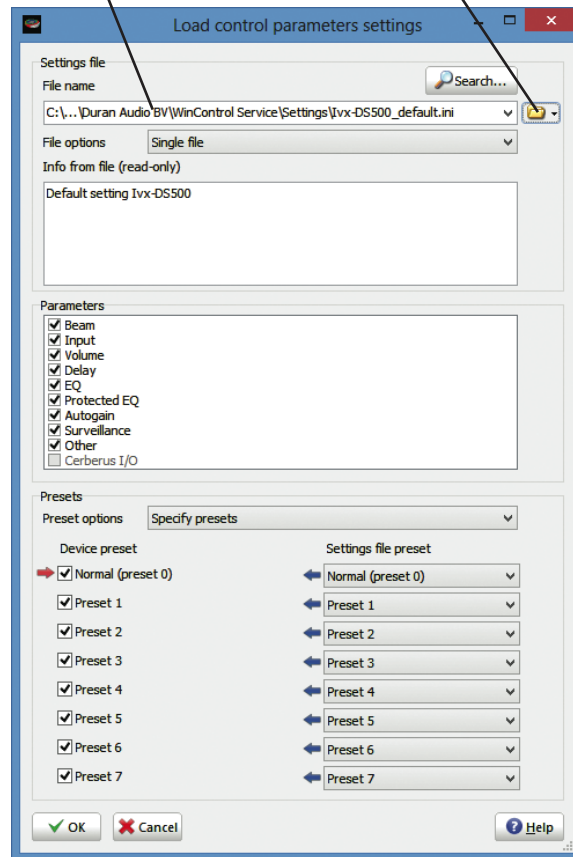 Load control parameters settings
Settings file
File name
Search...
C:\...\Duran Audio BV\WinControl Service\Settings\Ivx-DS500_default.ini
File options Single file
Info from file (read-only)
Default setting Ivx-DS500
Parameters
Beam
Input
Volume
Delay
EQ
Protected EQ
Autogain
Surveillance
Other
Cerberus I/O
Presets
Preset options Specify presets
Device preset Settings file preset
Normal (preset 0) Normal (preset 0)
Preset 1 Preset 1
Preset 2 Preset 2
Preset 3 Preset 3
Preset 4 Preset 4
Preset 5 Preset 5
Preset 6 Preset 6
Preset 7 Preset 7
OK Cancel Help